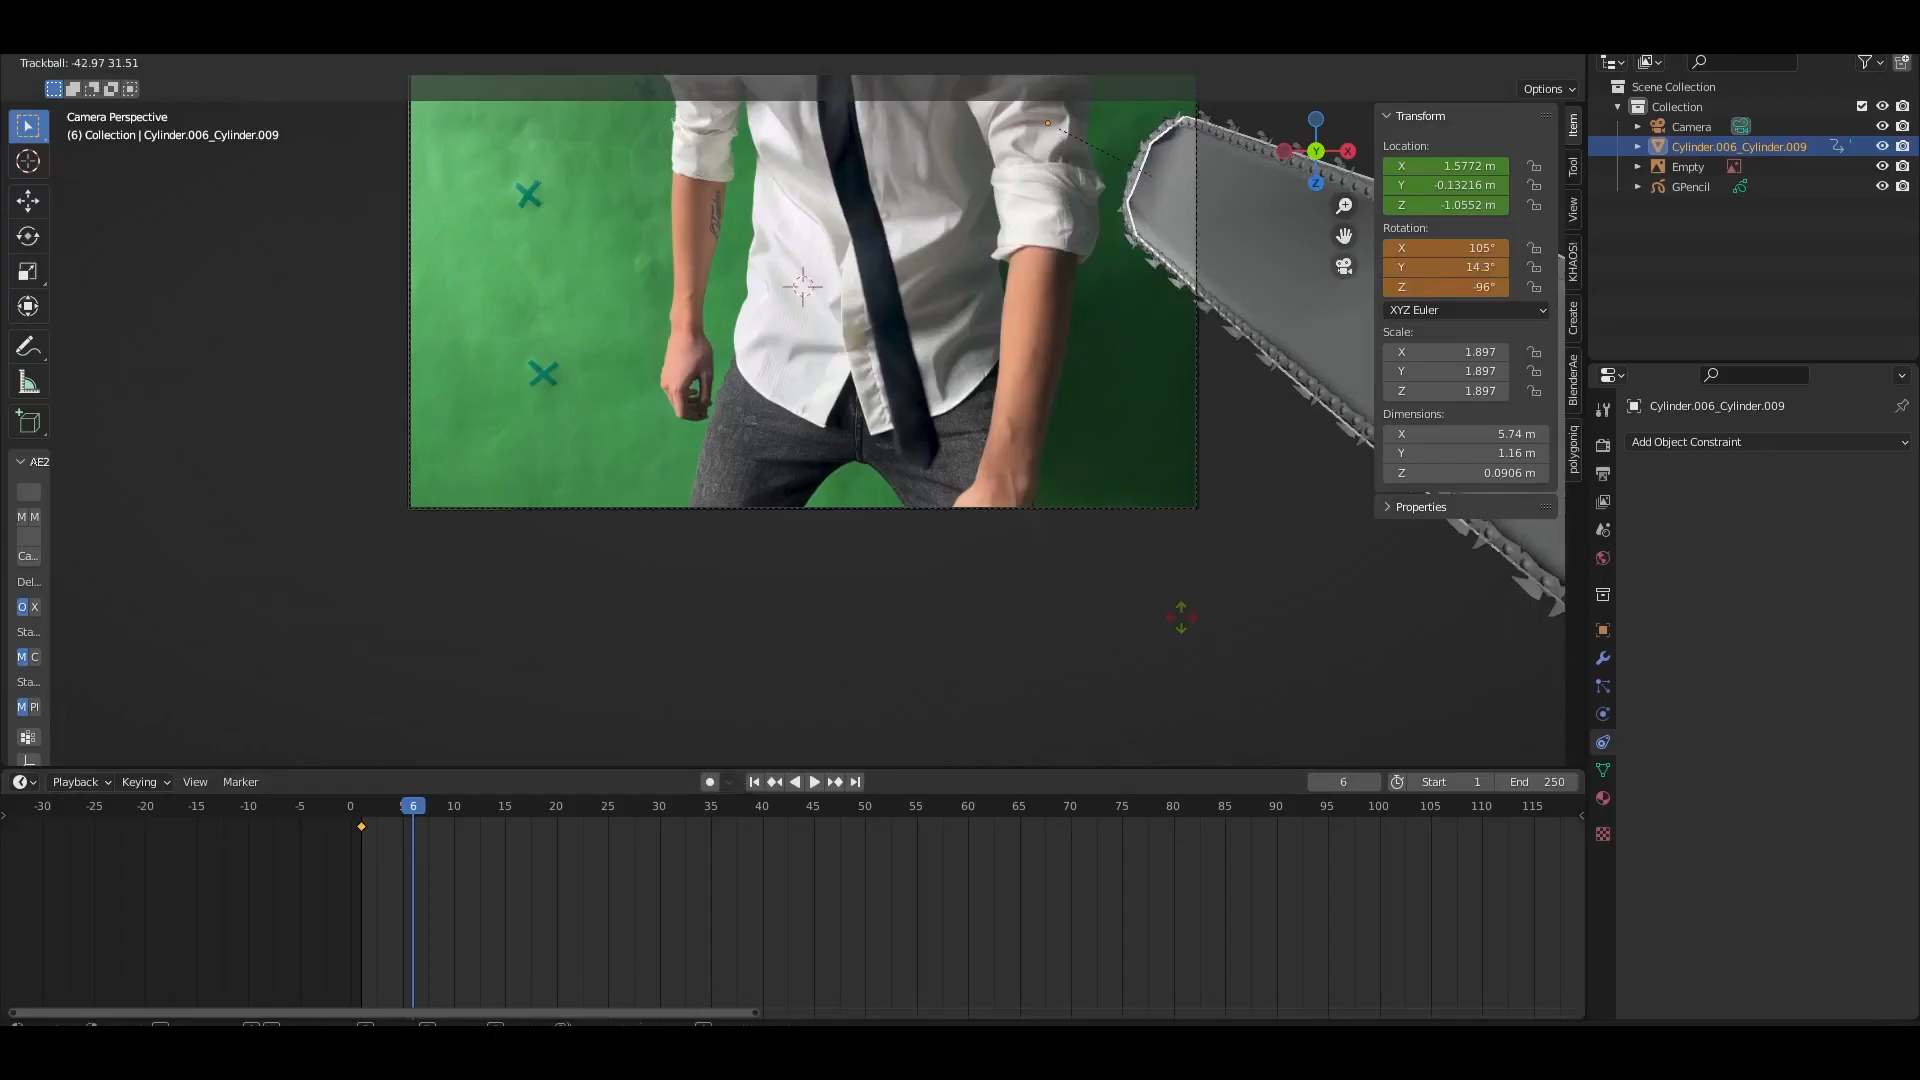 Trackball: -42.97 31.51
Options
Camera Perspective
(6) Collection | Cylinder.006_Cylinder.009
Transform
Location:
X 1.5772 m
Y -0.13216 m
Z -1.0552 m
Rotation:
X 105°
Y 14.3°
Z -96°
XYZ Euler
Scale:
X 1.897
Y 1.897
Z 1.897
Dimensions:
X 5.74 m
Y 1.16 m
Z 0.0906 m
Properties
Item
Tool
View
KHAOS!
Create
BlenderAe
polygoniq
X
Y
Z
AE2
M M
Ca...
Del...
O X
Sta...
M C
Sta...
M Pl
Scene Collection
Collection
Camera
Cylinder.006_Cylinder.009
Empty
GPencil
Cylinder.006_Cylinder.009
Add Object Constraint
Playback Keying View Marker
6 Start 1 End 250
-30 -25 -20 -15 -10 -5 0 6 10 15 20 25 30 35 40 45 50 55 60 65 70 75 80 85 90 95 100 105 110 115